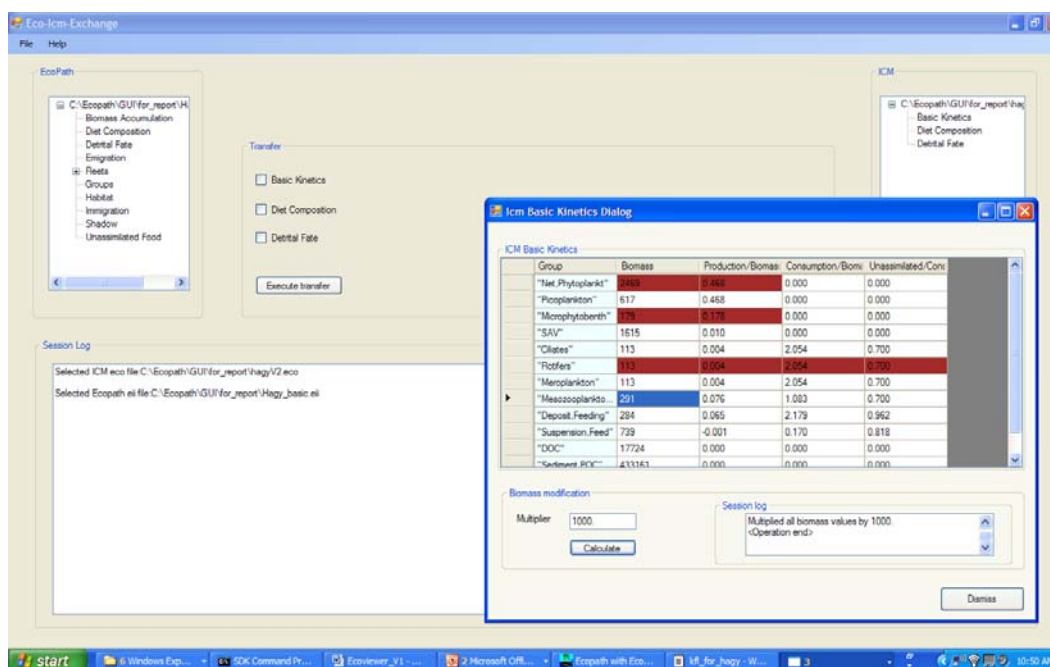 Eco-Icm-Exchange
File Help
EcoPath
C:\Ecopath\GUI\for_report\H
Biomass Accumulation
Diet Composition
Detrital Fate
Emigration
Fleets
Groups
Habitat
Immigration
Shadow
Unassimilated Food
Transfer
Basic Kinetics
Diet Composition
Detrital Fate
Execute transfer
ICM
C:\Ecopath\GUI\for_report\hag
Basic Kinetics
Diet Composition
Detrital Fate
Session Log
Selected ICM eco file:C:\Ecopath\GUI\for_report\hagyV2.eco
Selected Ecopath eii file:C:\Ecopath\GUI\for_report\Hagy_basic.eii
Icm Basic Kinetics Dialog
ICM Basic Kinetics
Group Biomass Production/Biomas Consumption/Biom Unassimilated/Con
"Net,Phytoplankt" 2469 0.468 0.000 0.000
"Picoplankton" 617 0.468 0.000 0.000
"Microphytobenth" 179 0.178 0.000 0.000
"SAV" 1615 0.010 0.000 0.000
"Ciliates" 113 0.004 2.054 0.700
"Rotifers" 113 0.004 2.054 0.700
"Meroplankton" 113 0.004 2.054 0.700
"Mesozooplankto... 291 0.076 1.083 0.700
"Deposit,Feeding" 284 0.065 2.179 0.962
"Suspension,Feed" 739 -0.001 0.170 0.818
"DOC" 17724 0.000 0.000 0.000
"Sediment,POC" 433161 0.000 0.000 0.000
Biomass modification
Multiplier 1000.
Calculate
Session log
Multiplied all biomass values by 1000.
<Operation end>
Dismiss
start 6 Windows Exp... SDK Command Pr... Ecoviewer_V1 - ... 2 Microsoft Offi... Ecopath with Eco... kfl_for_hagy - W... 3 10:50 AM